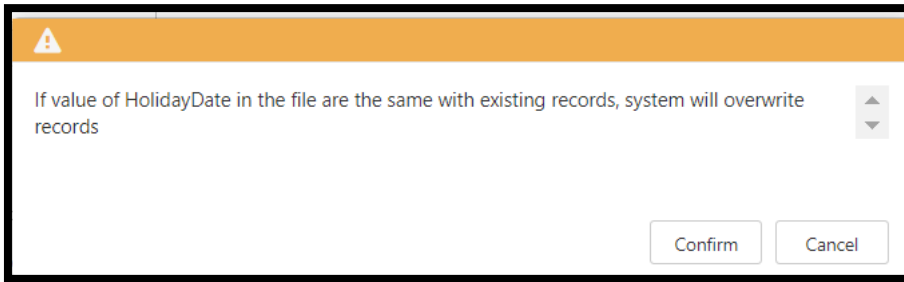 If value of HolidayDate in the file are the same with existing records, system will overwrite
records
Confirm
Cancel